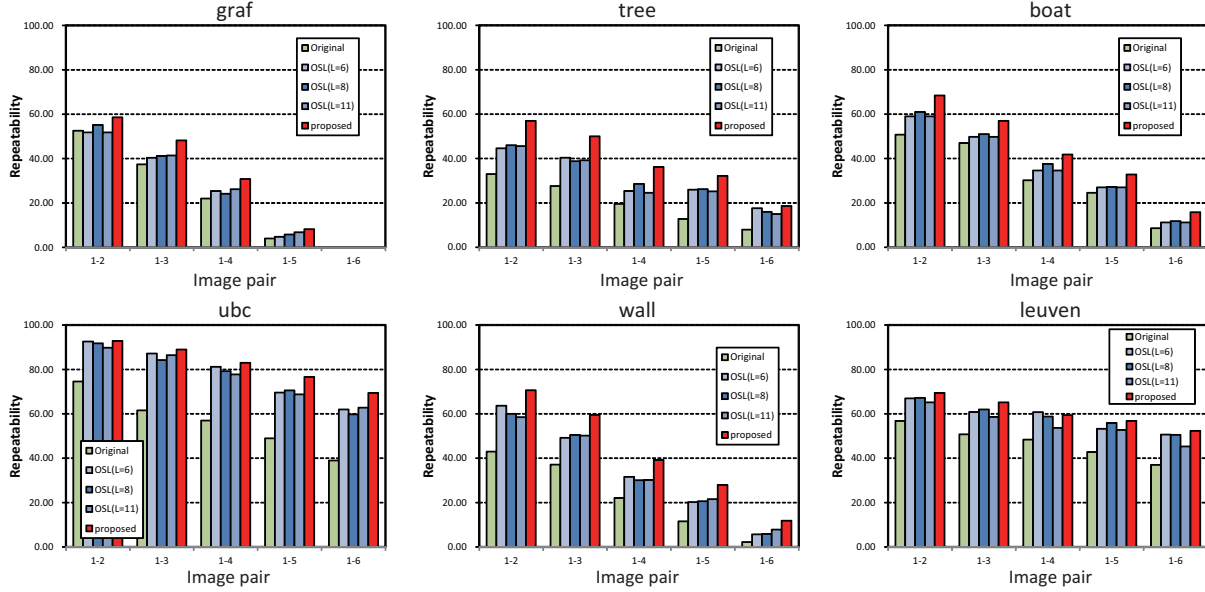 graf
100.00
80.00
60.00
40.00
20.00
0.00
Repeatability
Original
OSL(L=6)
OSL(L=8)
OSL(L=11)
proposed
1-2 1-3 1-4 1-5 1-6
Image pair
tree
100.00
80.00
60.00
40.00
20.00
0.00
Repeatability
Original
OSL(L=6)
OSL(L=8)
OSL(L=11)
proposed
1-2 1-3 1-4 1-5 1-6
Image pair
boat
100.00
80.00
60.00
40.00
20.00
0.00
Repeatability
Original
OSL(L=6)
OSL(L=8)
OSL(L=11)
proposed
1-2 1-3 1-4 1-5 1-6
Image pair
ubc
100.00
80.00
60.00
40.00
20.00
0.00
Repeatability
Original
OSL(L=6)
OSL(L=8)
OSL(L=11)
proposed
1-2 1-3 1-4 1-5 1-6
Image pair
wall
100.00
80.00
60.00
40.00
20.00
0.00
Repeatability
Original
OSL(L=6)
OSL(L=8)
OSL(L=11)
proposed
1-2 1-3 1-4 1-5 1-6
Image pair
leuven
100.00
80.00
60.00
40.00
20.00
0.00
Repeatability
Original
OSL(L=6)
OSL(L=8)
OSL(L=11)
proposed
1-2 1-3 1-4 1-5 1-6
Image pair